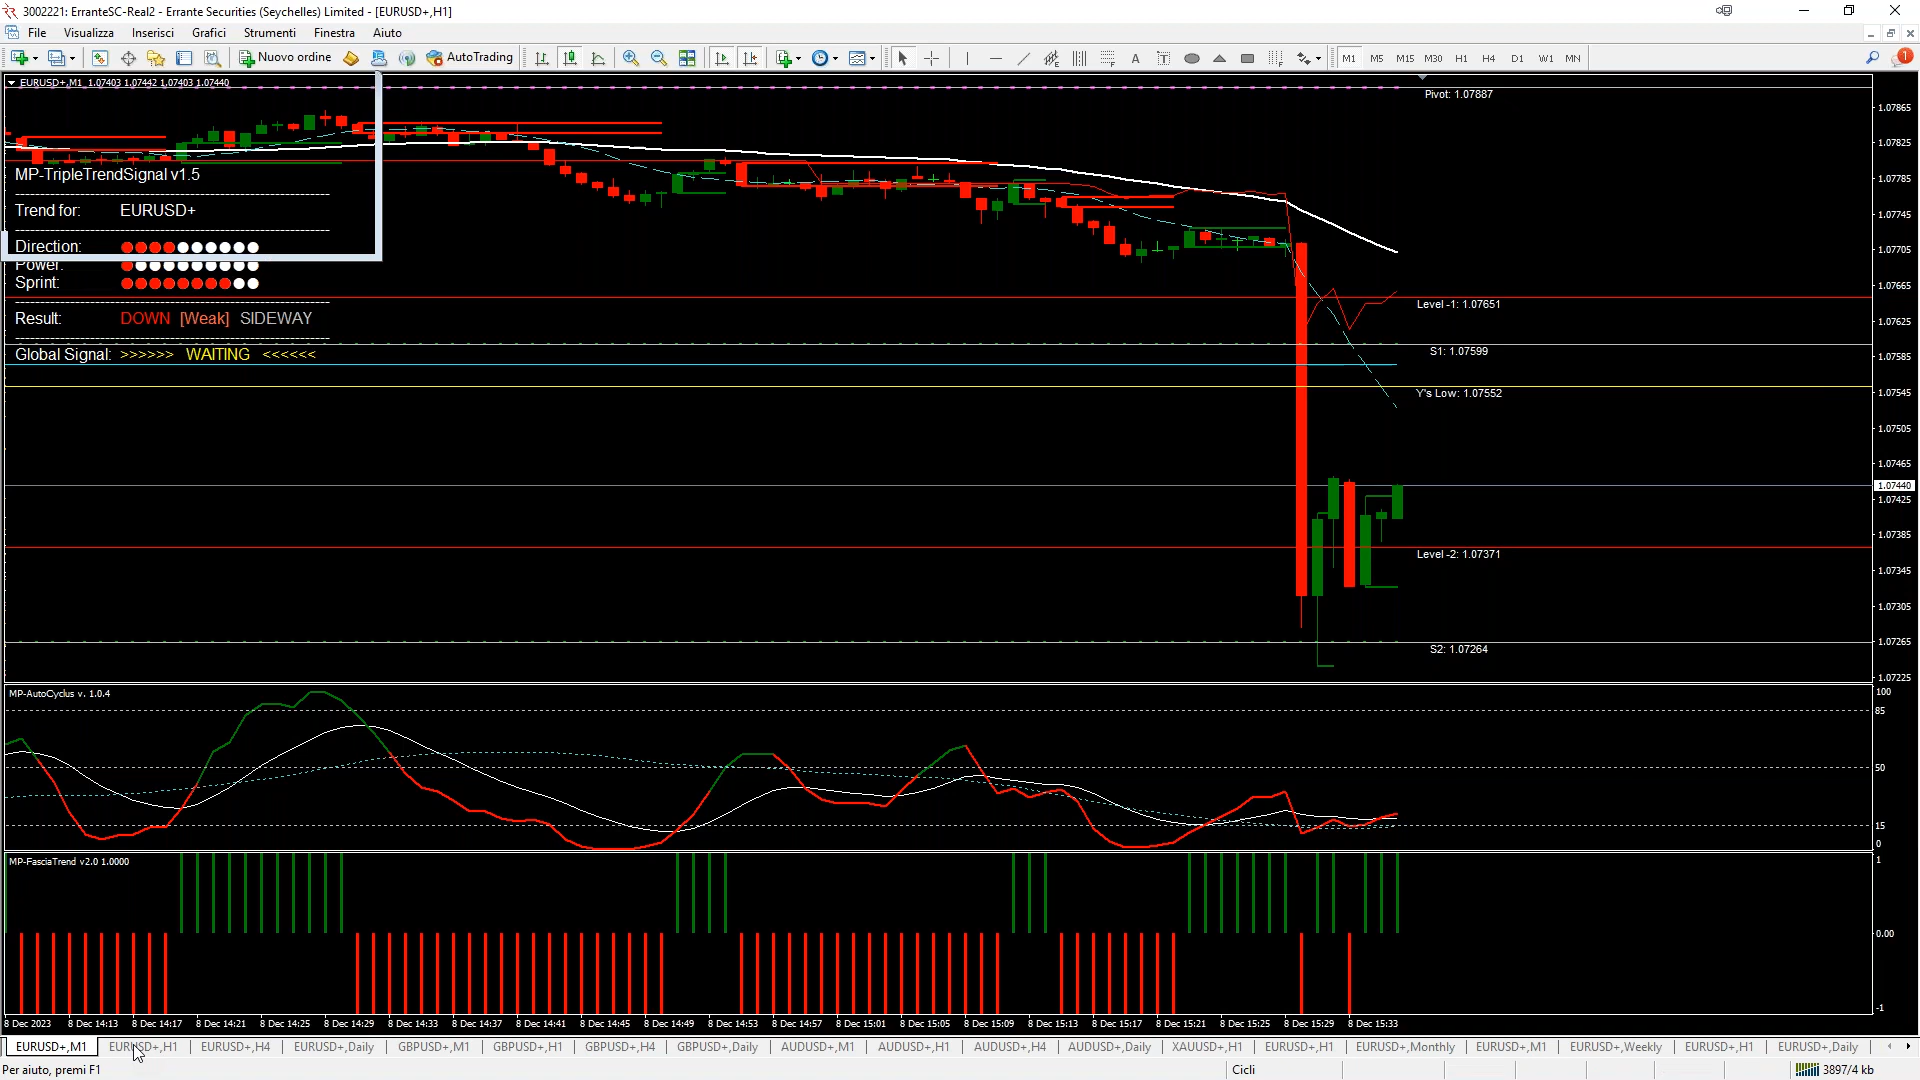 3002221: ErranteSC-Real2 - Errante Securities (Seychelles) Limited - [EURUSD+,H1]
File Visualizza Inserisci Grafici Strumenti Finestra Aiuto
Nuovo ordine AutoTrading A T M1 M5 M15 M30 H1 H4 D1 W1 MN 1
EURUSD+,M1 1.07403 1.07442 1.07403 1.07440
Pivot: 1.07887
1.07865
1.07825
MP-TripleTrendSignal v1.5
1.07785
Trend for: EURUSD+
1.07745
Direction:
1.07705
Power:
Sprint:
1.07665
Level -1: 1.07651
Result: DOWN [Weak] SIDEWAY
1.07625
Global Signal: >>>>>> WAITING <<<<<<
S1: 1.07599
1.07585
Y's Low: 1.07552
1.07545
1.07505
1.07465
1.07440
1.07425
1.07385
Level -2: 1.07371
1.07345
1.07305
1.07265
S2: 1.07264
1.07225
MP-AutoCyclus v. 1.0.4
100
85
50
15
0
MP-FasciaTrend v2.0 1.0000
1
0.00
-1
8 Dec 2023 8 Dec 14:13 8 Dec 14:17 8 Dec 14:21 8 Dec 14:25 8 Dec 14:29 8 Dec 14:33 8 Dec 14:37 8 Dec 14:41 8 Dec 14:45 8 Dec 14:49 8 Dec 14:53 8 Dec 14:57 8 Dec 15:01 8 Dec 15:05 8 Dec 15:09 8 Dec 15:13 8 Dec 15:17 8 Dec 15:21 8 Dec 15:25 8 Dec 15:29 8 Dec 15:33
EURUSD+,M1 EURUSD+,H1 EURUSD+,H4 EURUSD+,Daily GBPUSD+,M1 GBPUSD+,H1 GBPUSD+,H4 GBPUSD+,Daily AUDUSD+,M1 AUDUSD+,H1 AUDUSD+,H4 AUDUSD+,Daily XAUUSD+,H1 EURUSD+,H1 EURUSD+,Monthly EURUSD+,M1 EURUSD+,Weekly EURUSD+,H1 EURUSD+,Daily
Per aiuto, premi F1 Cicli 3897/4 kb